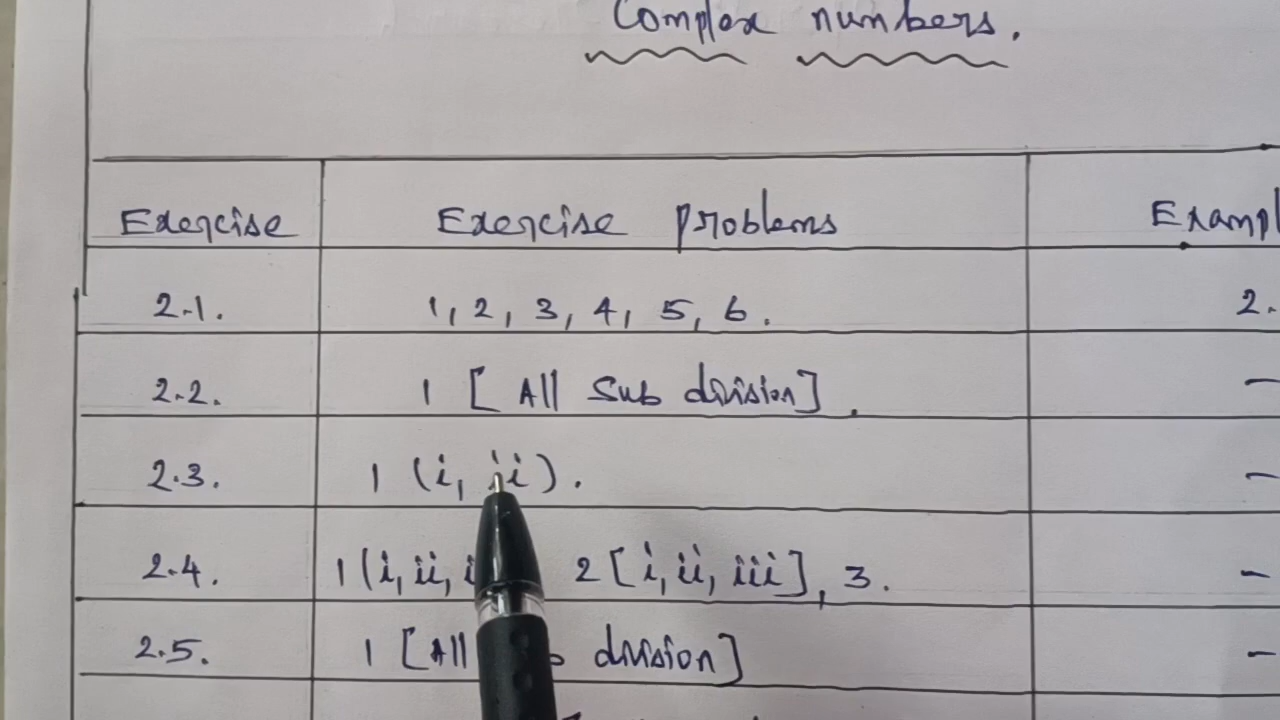 Complex numbers.
Exercise Exercise problems Exampl
2.1. 1, 2, 3, 4, 5, 6. 2.
2.2. 1 [All Sub division]. -
2.3. 1 (i, ii). -
2.4. 1(i, ii, 2[i, ii, iii], 3. -
2.5. 1 [All division] -